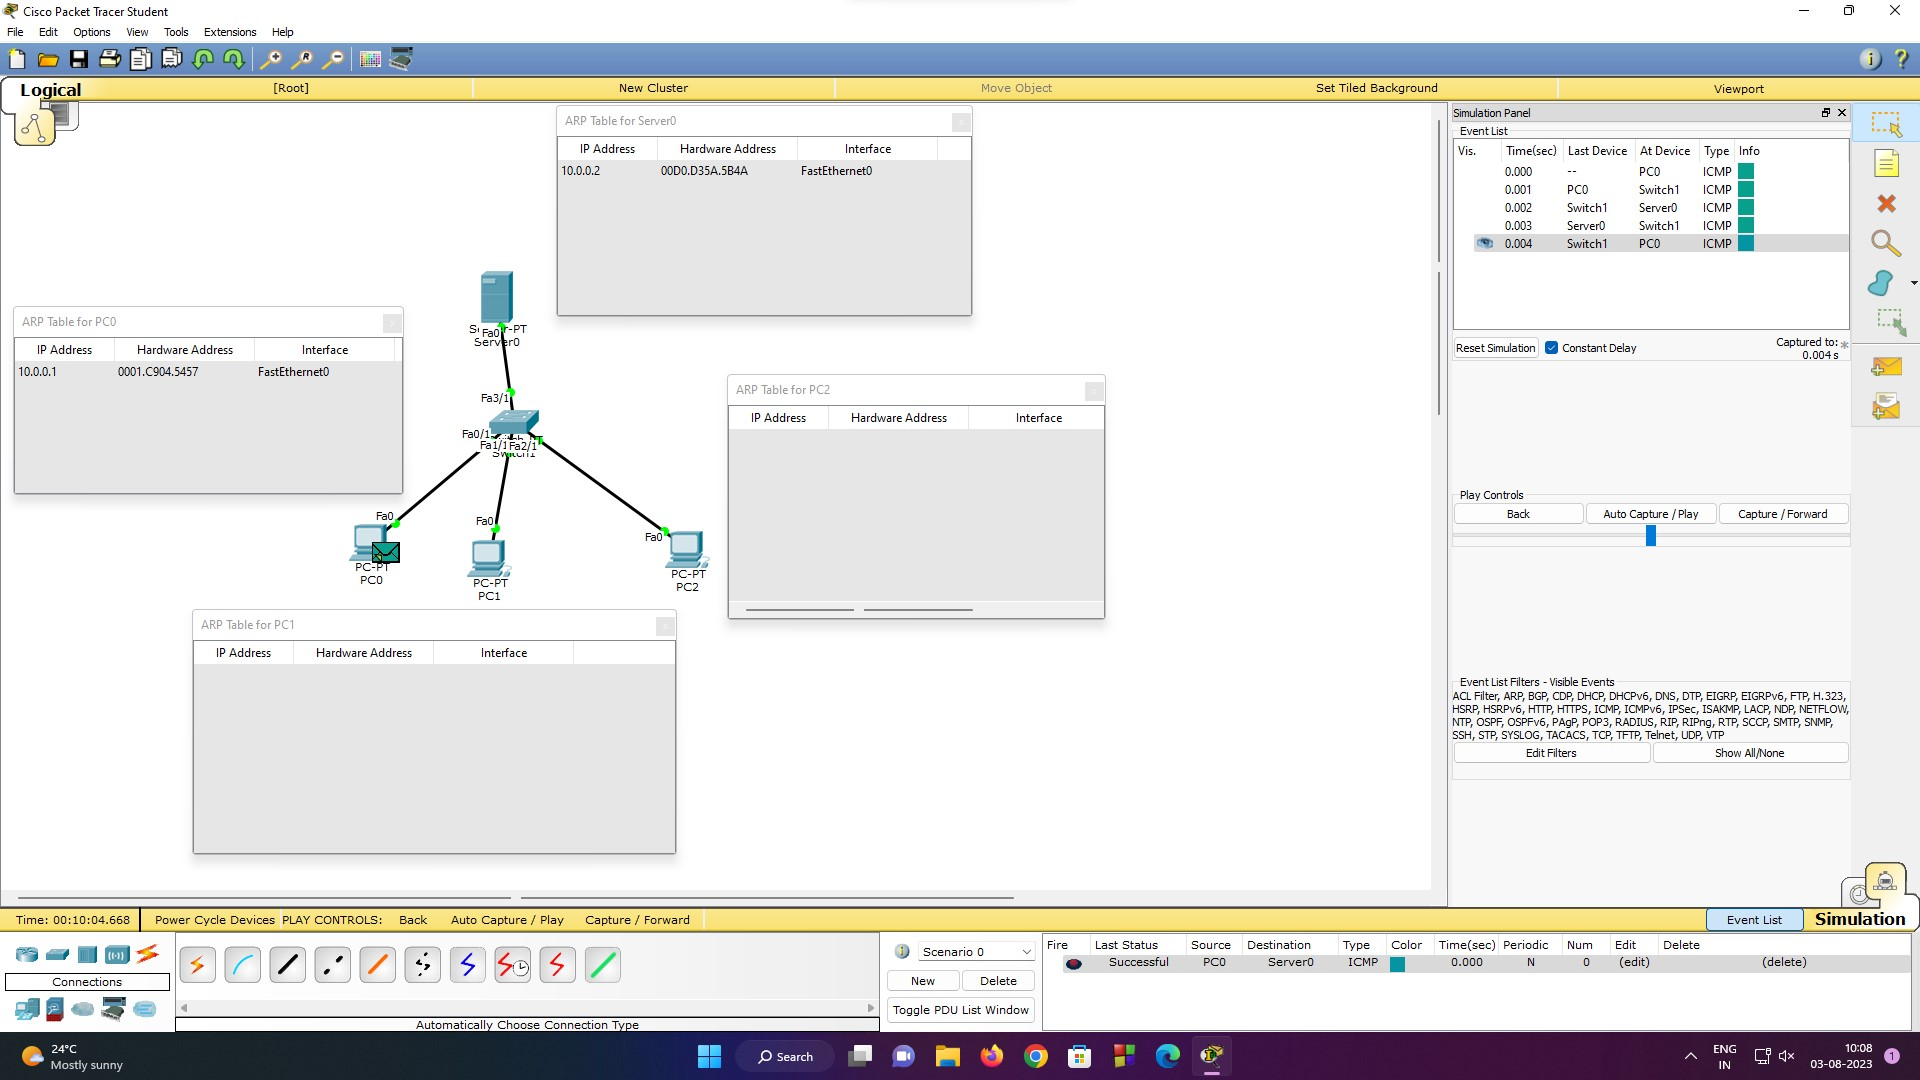 Cisco Packet Tracer Student
File Edit Options View Tools Extensions Help
Logical [Root] New Cluster Move Object Set Tiled Background Viewport
ARP Table for Server0
IP Address Hardware Address Interface
10.0.0.2 00D0.D35A.5B4A FastEthernet0
ARP Table for PC0
IP Address Hardware Address Interface
10.0.0.1 0001.C904.5457 FastEthernet0
Fa0
Server0
Fa3/1
Fa0/1
Fa1/1 Fa2/1
Switch1
Fa0
PC-PT
PC0
Fa0
PC-PT
PC1
Fa0
PC-PT
PC2
ARP Table for PC2
IP Address Hardware Address Interface
ARP Table for PC1
IP Address Hardware Address Interface
Simulation Panel
Event List
Vis. Time(sec) Last Device At Device Type Info
0.000 -- PC0 ICMP
0.001 PC0 Switch1 ICMP
0.002 Switch1 Server0 ICMP
0.003 Server0 Switch1 ICMP
0.004 Switch1 PC0 ICMP
Reset Simulation Constant Delay Captured to: *
0.004 s
Play Controls
Back Auto Capture / Play Capture / Forward
Event List Filters - Visible Events
ACL Filter, ARP, BGP, CDP, DHCP, DHCPv6, DNS, DTP, EIGRP, EIGRPv6, FTP, H.323,
HSRP, HSRPv6, HTTP, HTTPS, ICMP, ICMPv6, IPSec, ISAKMP, LACP, NDP, NETFLOW,
NTP, OSPF, OSPFv6, PAgP, POP3, RADIUS, RIP, RIPng, RTP, SCCP, SMTP, SNMP,
SSH, STP, SYSLOG, TACACS, TCP, TFTP, Telnet, UDP, VTP
Edit Filters Show All/None
Time: 00:10:04.668 Power Cycle Devices PLAY CONTROLS: Back Auto Capture / Play Capture / Forward Event List Simulation
Connections
Automatically Choose Connection Type
Scenario 0
New Delete
Toggle PDU List Window
Fire Last Status Source Destination Type Color Time(sec) Periodic Num Edit Delete
Successful PC0 Server0 ICMP 0.000 N 0 (edit) (delete)
24°C
Mostly sunny
Search
ENG
IN
10:08
03-08-2023
1